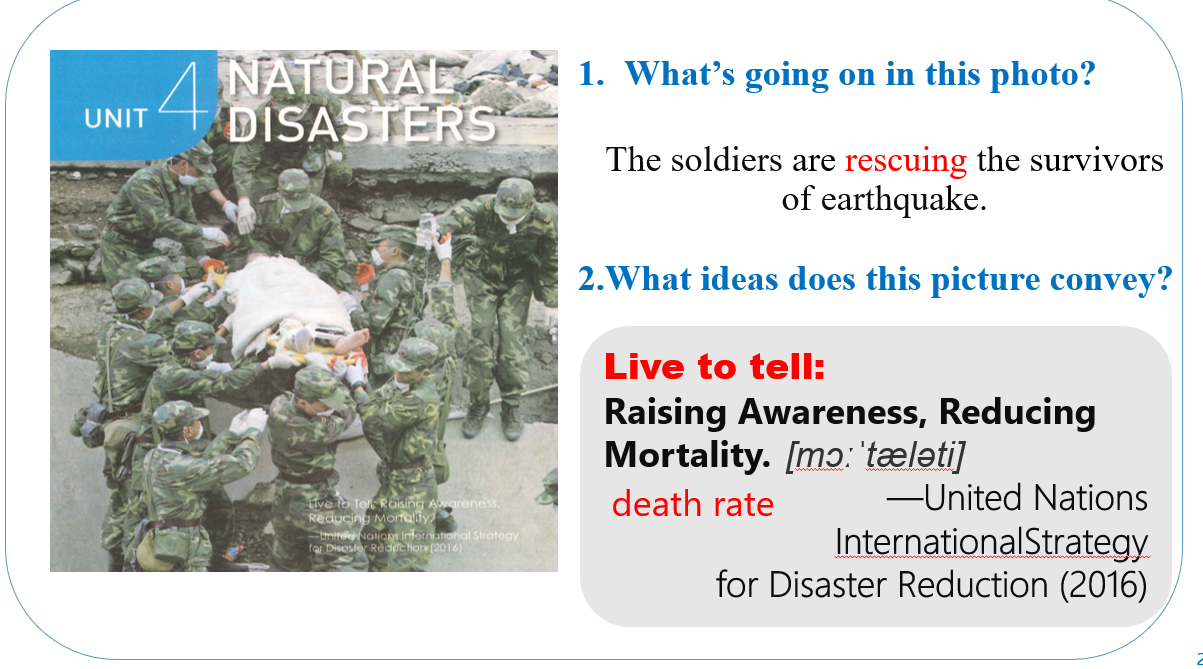 UNIT 4
NATURAL
DISASTERS
Live to Tell: Raising Awareness,
Reducing Mortality
—United Nations International Strategy
for Disaster Reduction (2016)
1. What's going on in this photo?
The soldiers are rescuing the survivors
of earthquake.
2.What ideas does this picture convey?
Live to tell:
Raising Awareness, Reducing
Mortality. [mɔːˈtæləti]
death rate
—United Nations
InternationalStrategy
for Disaster Reduction (2016)
2